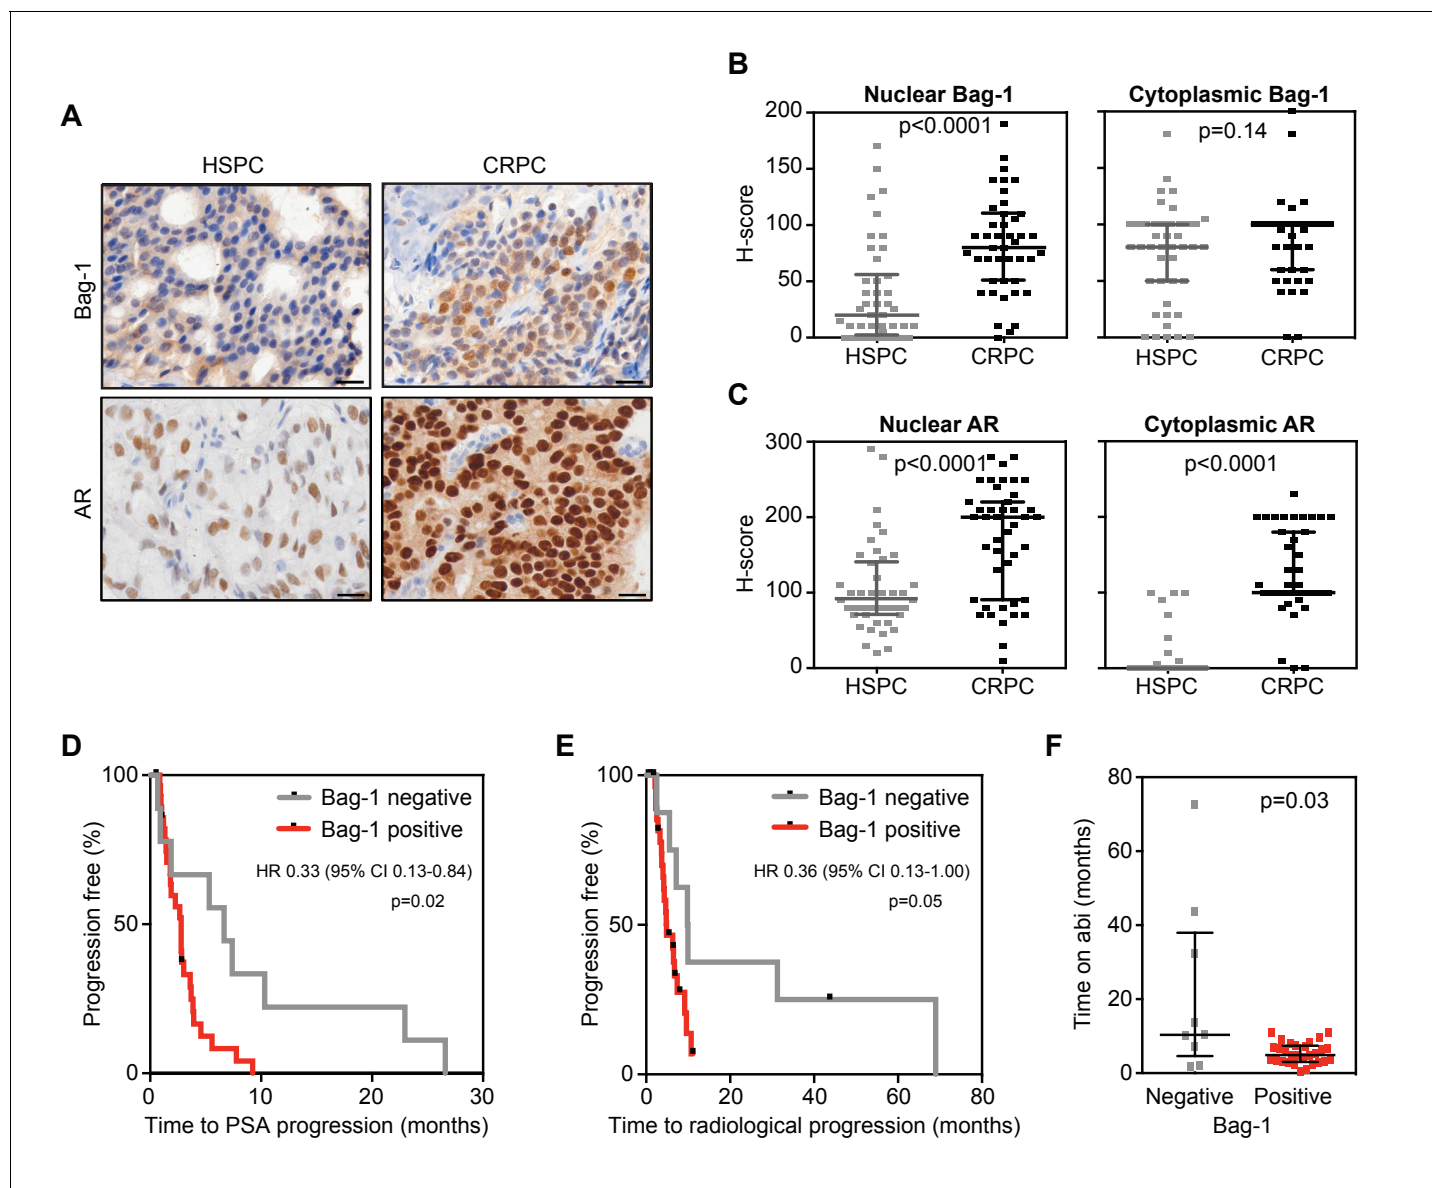 A
HSPC
CRPC
Bag-1
AR
B
Nuclear Bag-1
Cytoplasmic Bag-1
p<0.0001
p=0.14
H-score
200
150
100
50
0
HSPC
CRPC
HSPC
CRPC
C
Nuclear AR
Cytoplasmic AR
p<0.0001
p<0.0001
H-score
300
200
100
0
HSPC
CRPC
HSPC
CRPC
D
Progression free (%)
100
50
0
Bag-1 negative
Bag-1 positive
HR 0.33 (95% CI 0.13-0.84)
p=0.02
0
10
20
30
Time to PSA progression (months)
E
Progression free (%)
100
50
0
Bag-1 negative
Bag-1 positive
HR 0.36 (95% CI 0.13-1.00)
p=0.05
0
20
40
60
80
Time to radiological progression (months)
F
Time on abi (months)
80
60
40
20
0
p=0.03
Negative
Positive
Bag-1